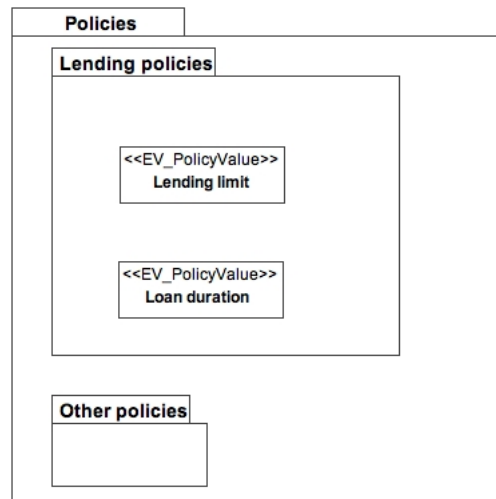 Policies
Lending policies
<<EV_PolicyValue>>
Lending limit
<<EV_PolicyValue>>
Loan duration
Other policies